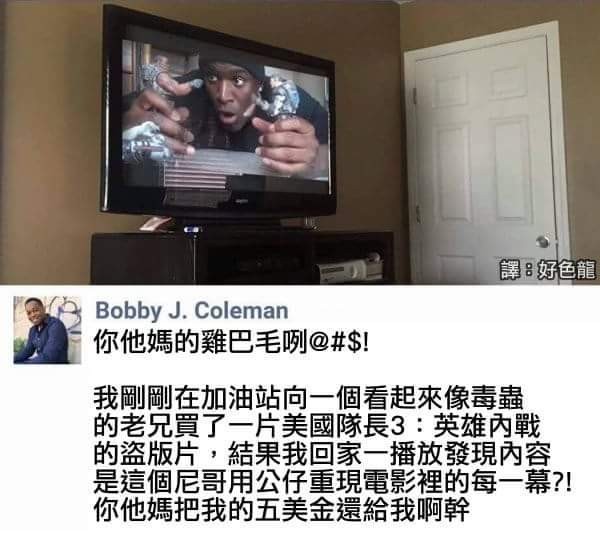 譯：好色龍
Bobby J. Coleman
你他媽的雞巴毛咧@#$!
我剛剛在加油站向一個看起來像毒蟲
的老兄買了一片美國隊長3：英雄內戰
的盜版片，結果我回家一播放發現內容
是這個尼哥用公仔重現電影裡的每一幕?!
你他媽把我的五美金還給我啊幹